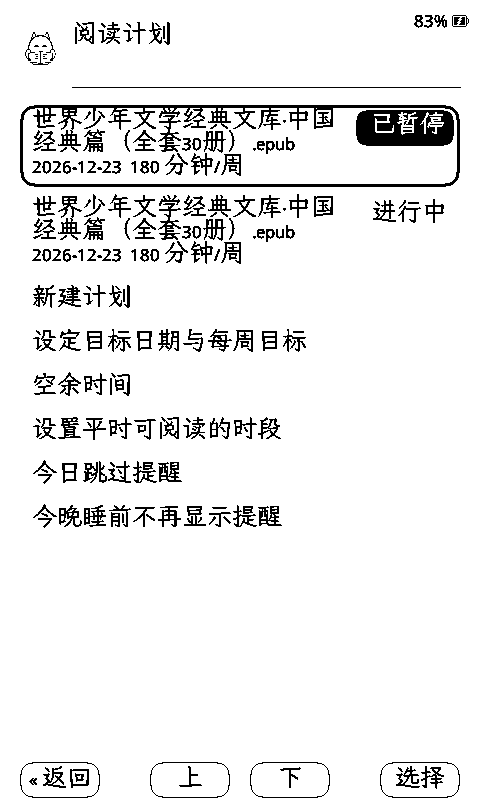 83%
阅读计划
世界少年文学经典文库·中国
经典篇（全套30册）.epub
已暂停
2026-12-23 180 分钟/周
世界少年文学经典文库·中国
经典篇（全套30册）.epub
进行中
2026-12-23 180 分钟/周
新建计划
设定目标日期与每周目标
空余时间
设置平时可阅读的时段
今日跳过提醒
今晚睡前不再显示提醒
« 返回
上
下
选择